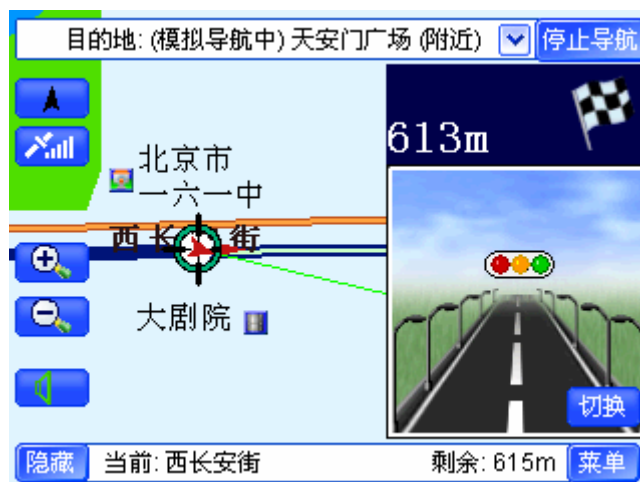 目的地: (模拟导航中) 天安门广场 (附近)
停止导航
613m
北京市
一六一中
西长 街
大剧院
切换
隐藏
当前: 西长安街
剩余: 615m
菜单